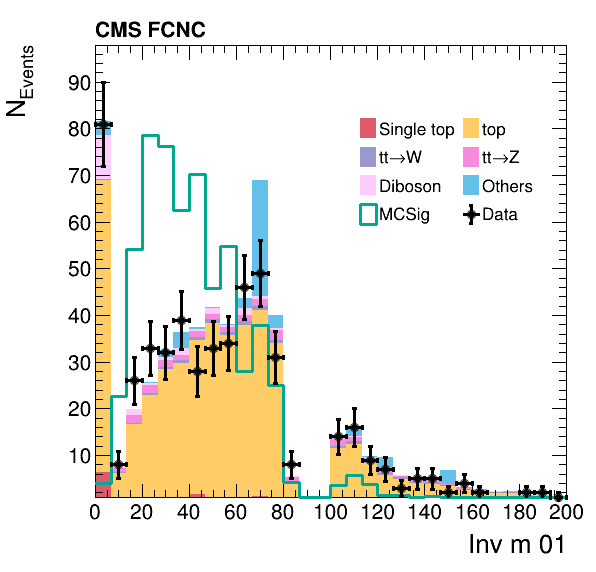 CMS FCNC
N_Events
90
80
70
60
50
40
30
20
10
Single top top
tt→W tt→Z
Diboson Others
MCSig Data
0 20 40 60 80 100 120 140 160 180 200
Inv m 01